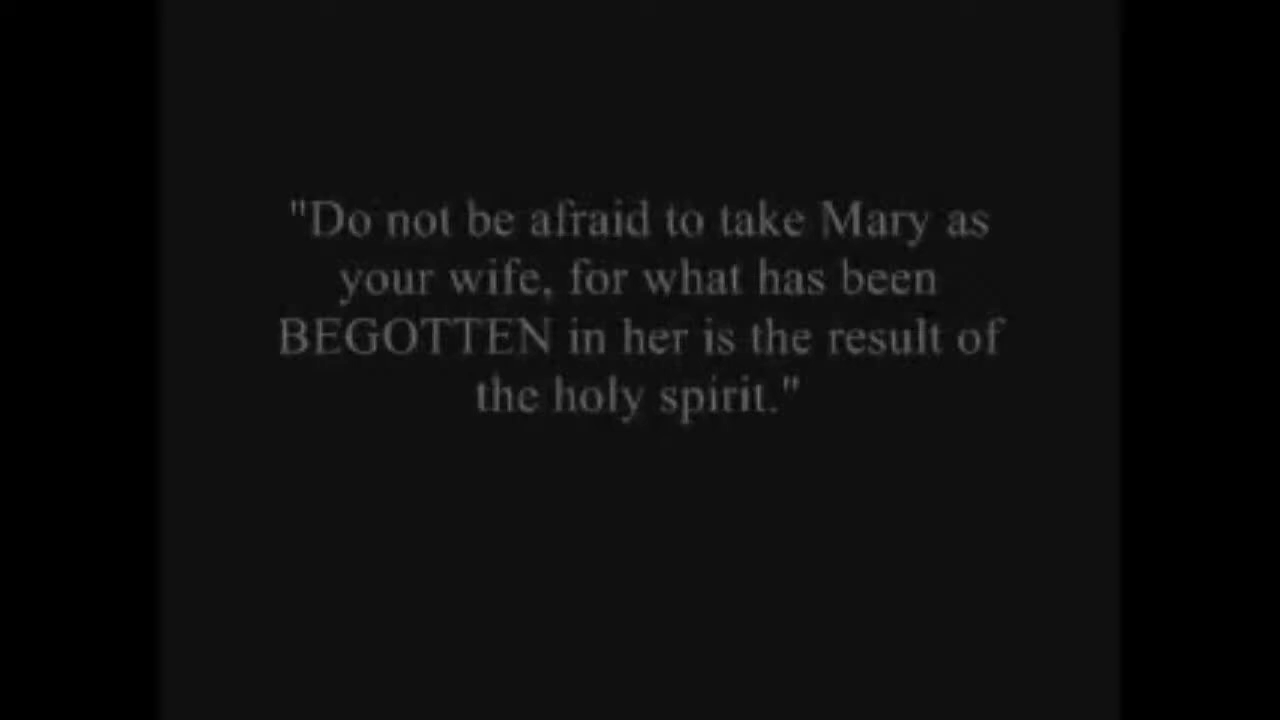 "Do not be afraid to take Mary as
your wife, for what has been
BEGOTTEN in her is the result of
the holy spirit."